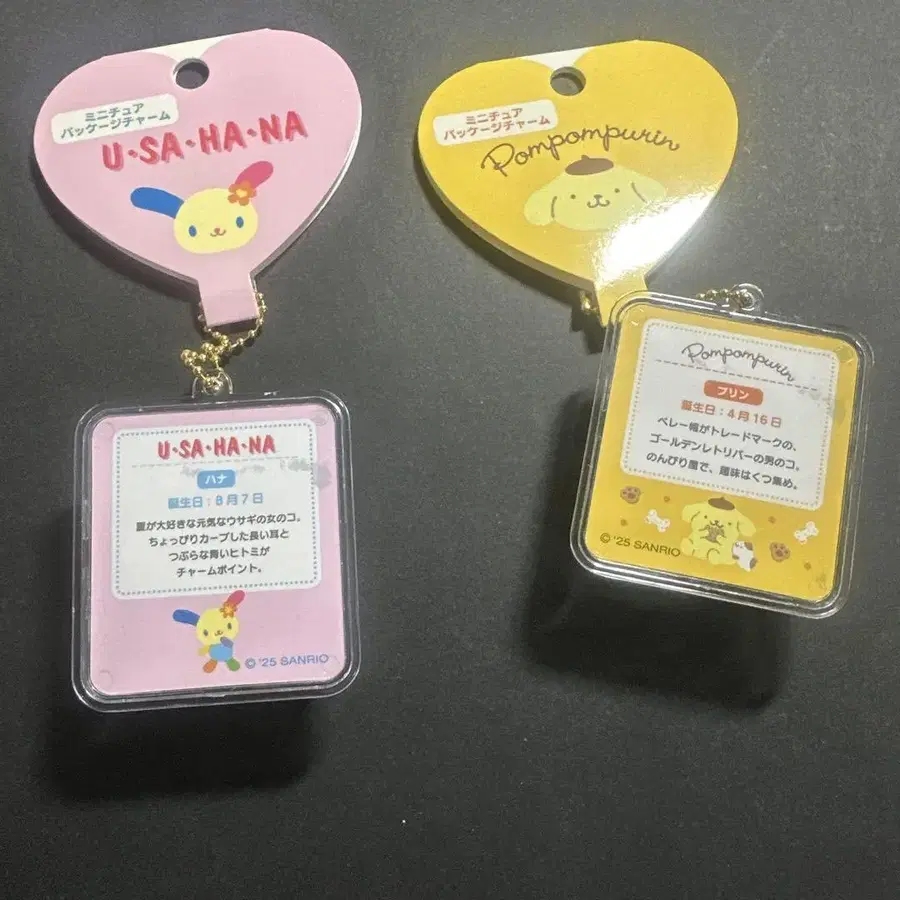 ミニチュア
パッケージチャーム
U・SA・HA・NA
U・SA・HA・NA
ハナ
誕生日：8月7日
夏が大好きな元気なウサギの女のコ。
ちょっぴりカーブした長い耳と
つぶらな青いヒトミが
チャームポイント。
© '25 SANRIO
ミニチュア
パッケージチャーム
Pompompurin
Pompompurin
プリン
誕生日：4月16日
ベレー帽がトレードマークの、
ゴールデンレトリバーの男のコ。
のんびり屋で、趣味はくつ集め。
© '25 SANRIO